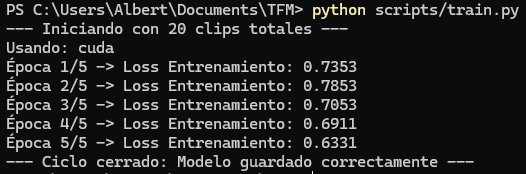 PS C:\Users\Albert\Documents\TFM> python scripts/train.py
--- Iniciando con 20 clips totales ---
Usando: cuda
Época 1/5 -> Loss Entrenamiento: 0.7353
Época 2/5 -> Loss Entrenamiento: 0.7853
Época 3/5 -> Loss Entrenamiento: 0.7053
Época 4/5 -> Loss Entrenamiento: 0.6911
Época 5/5 -> Loss Entrenamiento: 0.6331
--- Ciclo cerrado: Modelo guardado correctamente ---